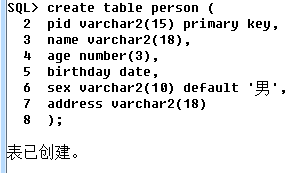 SQL> create table person (
2 pid varchar2(15) primary key,
3 name varchar2(18),
4 age number(3),
5 birthday date,
6 sex varchar2(10) default '男',
7 address varchar2(18)
8 );
表已创建。